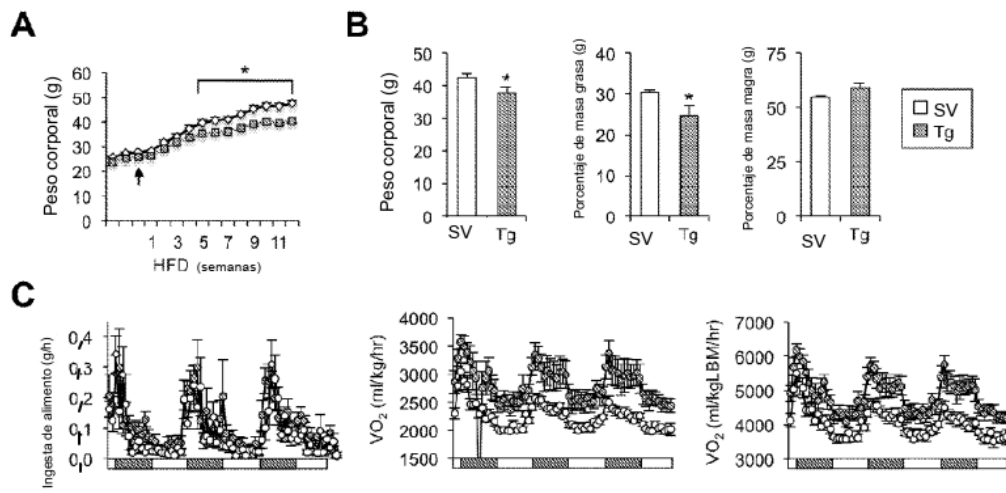 A
Peso corporal (g)
60
50
40
30
20
10
0
*
1 3 5 7 9 11
HFD (semanas)
B
Peso corporal (g)
50
40
30
20
10
0
*
SV Tg
Porcentaje de masa grasa (g)
40
30
20
10
0
*
SV Tg
Porcentaje de masa magra (g)
75
50
25
0
SV Tg
SV
Tg
C
Ingesta de alimento (g/h)
0,4
0,3
0,2
0,1
0,0
VO2 (ml/kg/hr)
4000
3500
3000
2500
2000
1500
VO2 (ml/kgLBM/hr)
7000
6000
5000
4000
3000